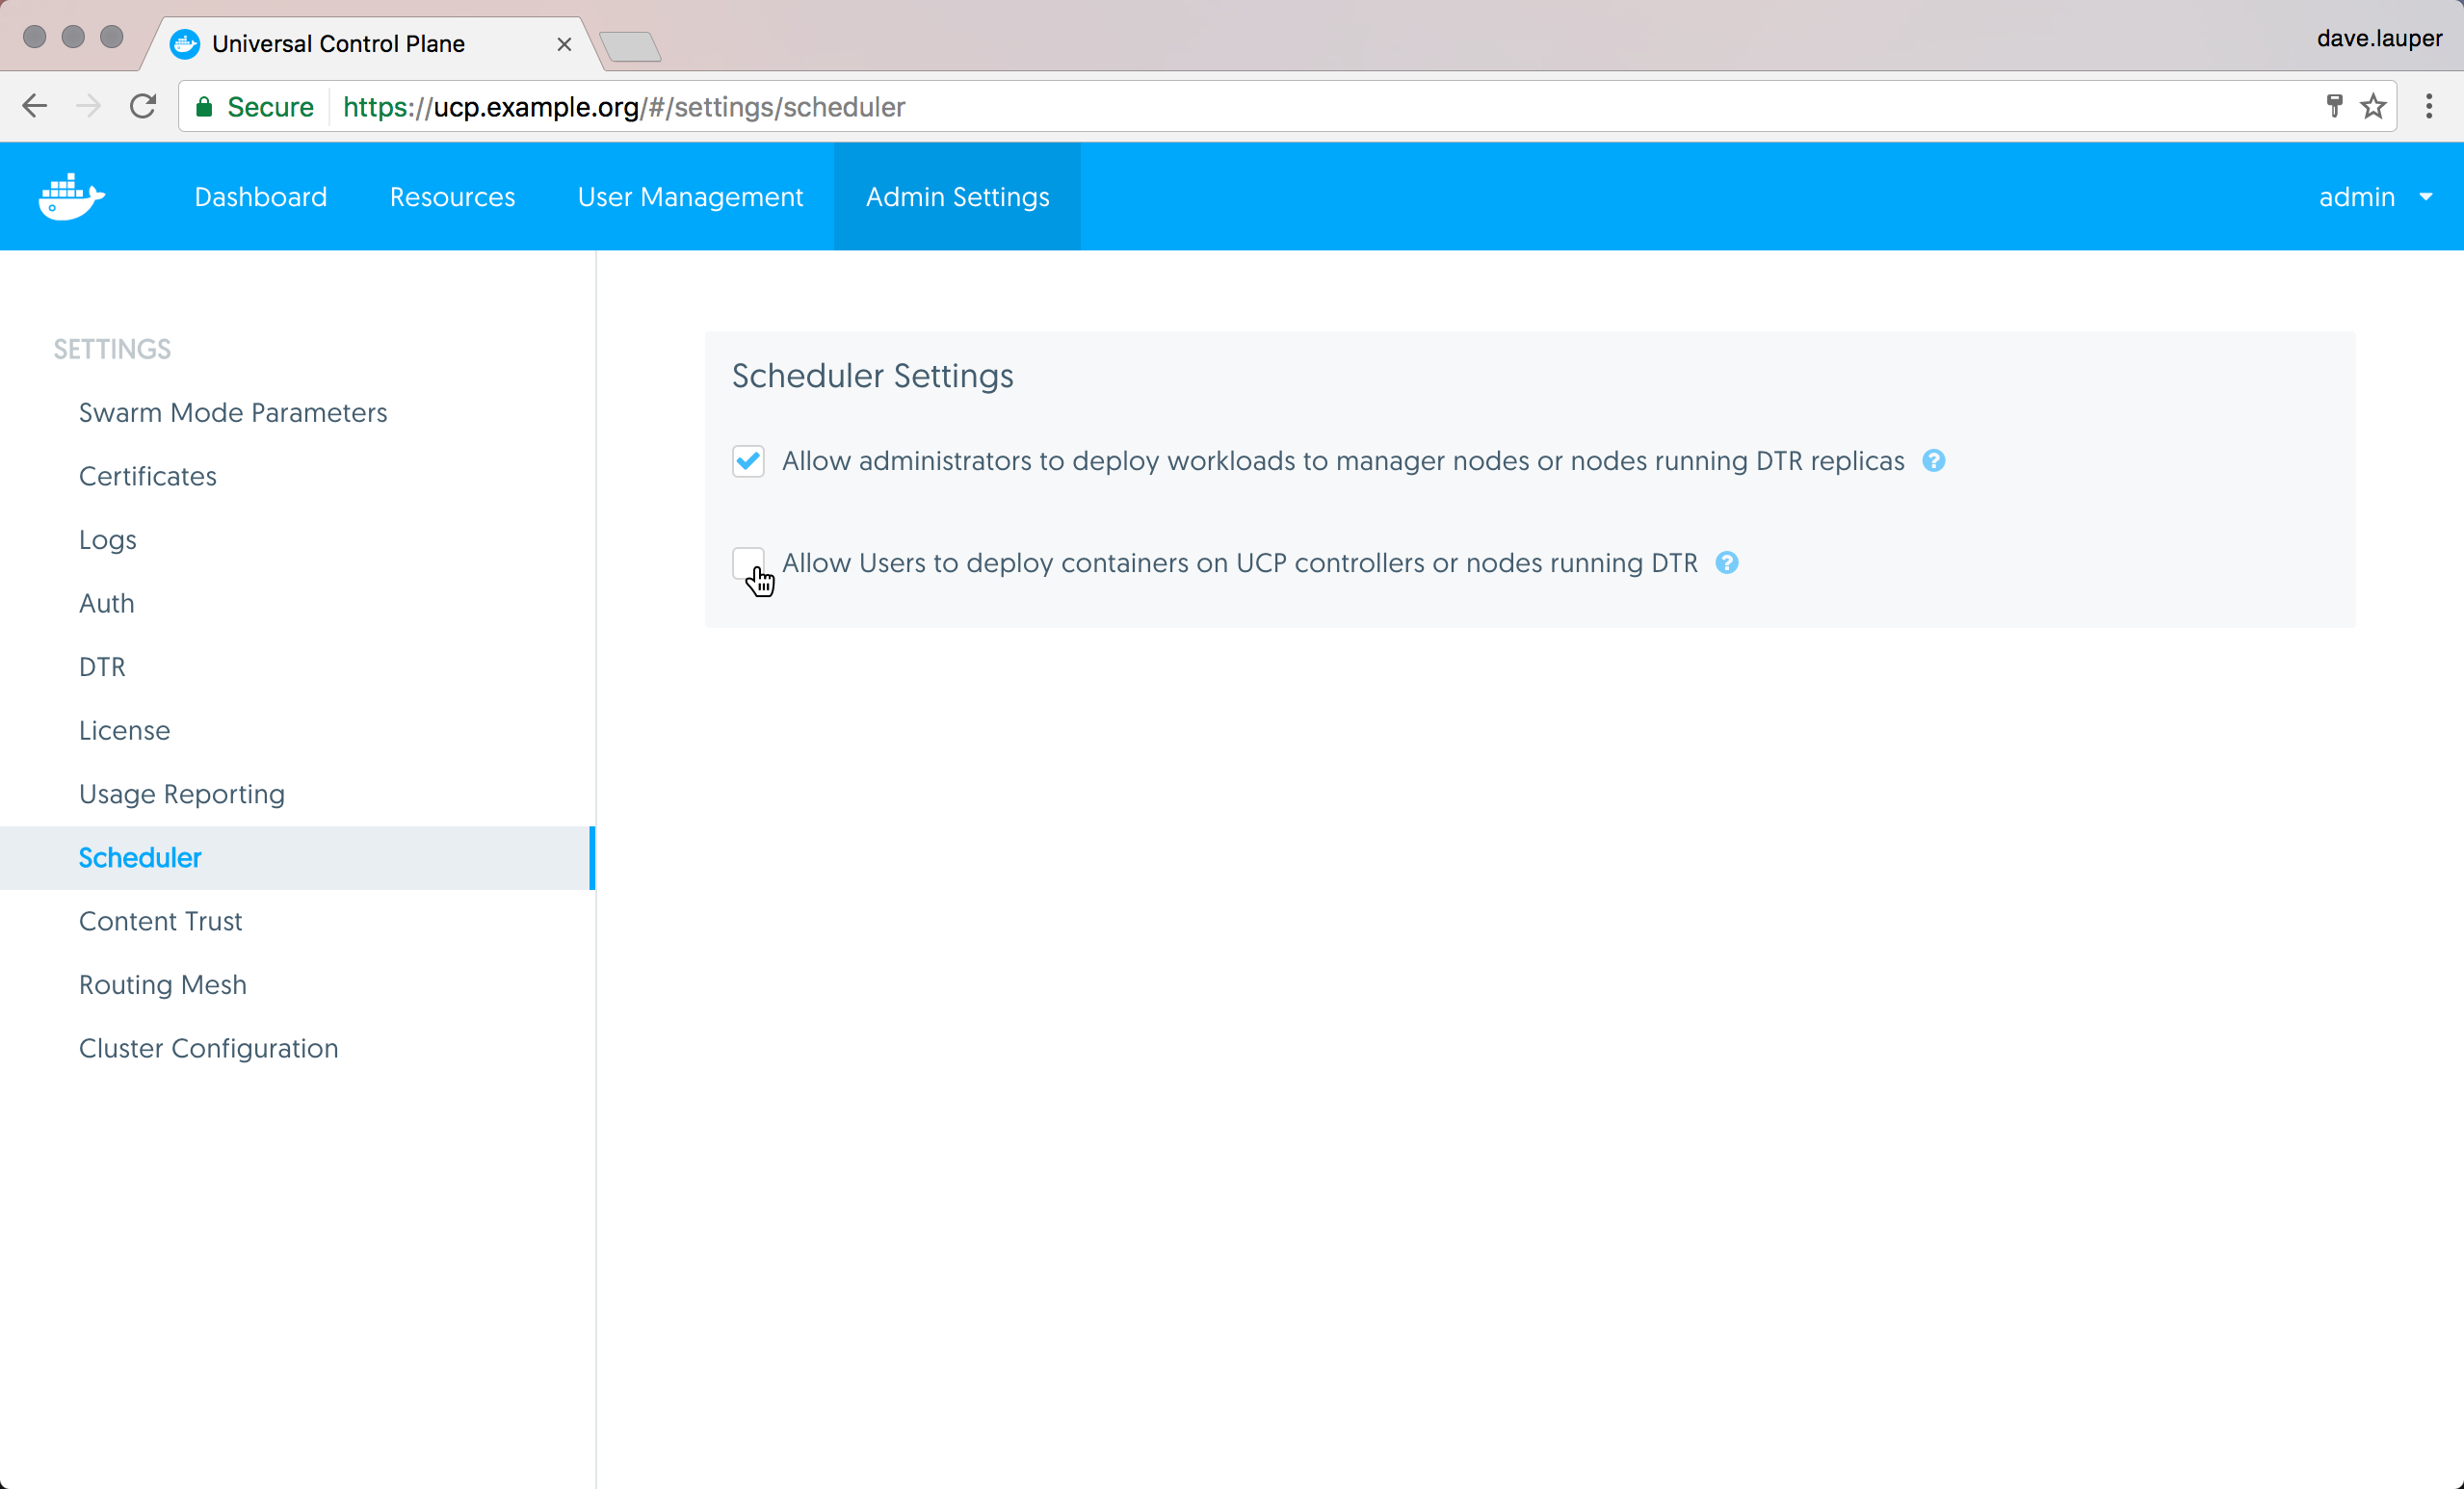 Universal Control Plane
dave.lauper
Secure https://ucp.example.org/#/settings/scheduler
Dashboard Resources User Management Admin Settings admin
SETTINGS
Swarm Mode Parameters
Certificates
Logs
Auth
DTR
License
Usage Reporting
Scheduler
Content Trust
Routing Mesh
Cluster Configuration
Scheduler Settings
Allow administrators to deploy workloads to manager nodes or nodes running DTR replicas ?
Allow Users to deploy containers on UCP controllers or nodes running DTR ?